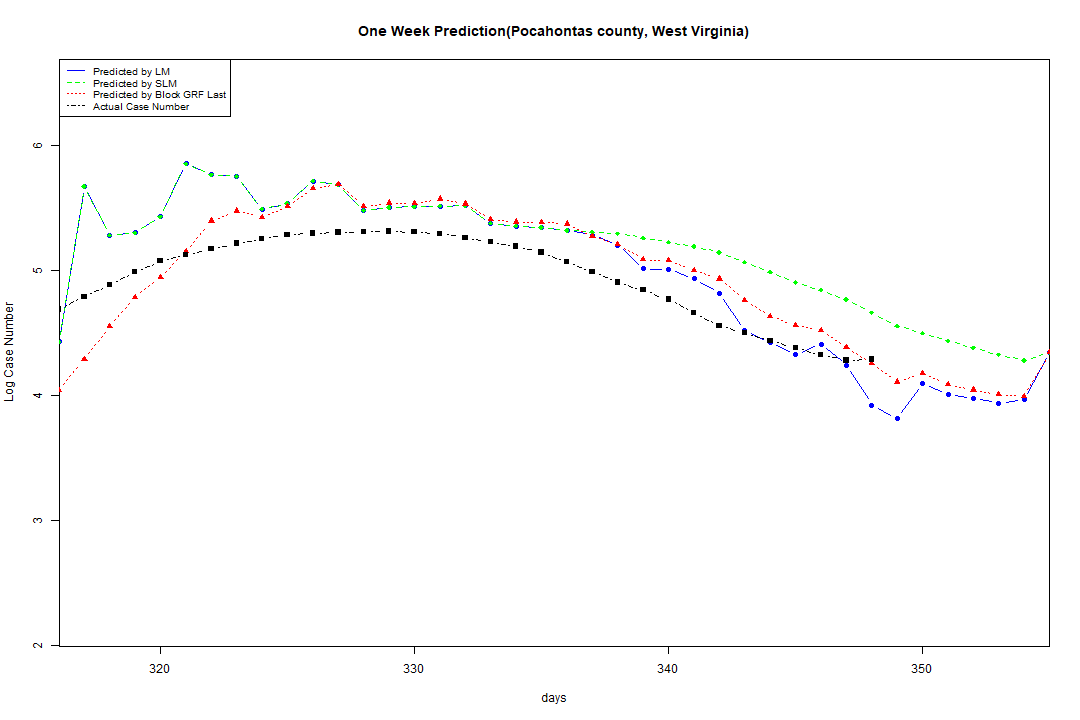 One Week Prediction(Pocahontas county, West Virginia)
Predicted by LM
Predicted by SLM
Predicted by Block GRF Last
Actual Case Number
Log Case Number
6
5
4
3
2
320 330 340 350
days